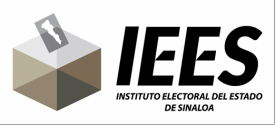 IEES
INSTITUTO ELECTORAL DEL ESTADO
DE SINALOA